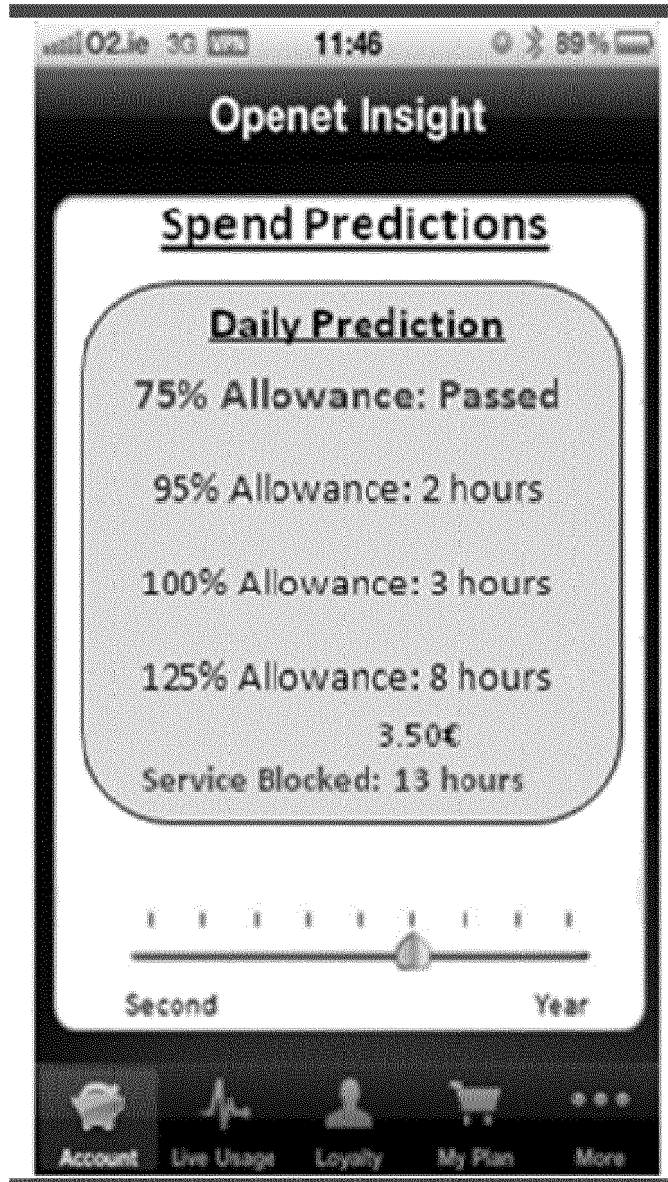 O2.ie 3G VPN 11:46 89%
Openet Insight
Spend Predictions
Daily Prediction
75% Allowance: Passed
95% Allowance: 2 hours
100% Allowance: 3 hours
125% Allowance: 8 hours
3.50€
Service Blocked: 13 hours
Second Year
Account Live Usage Loyalty My Plan More